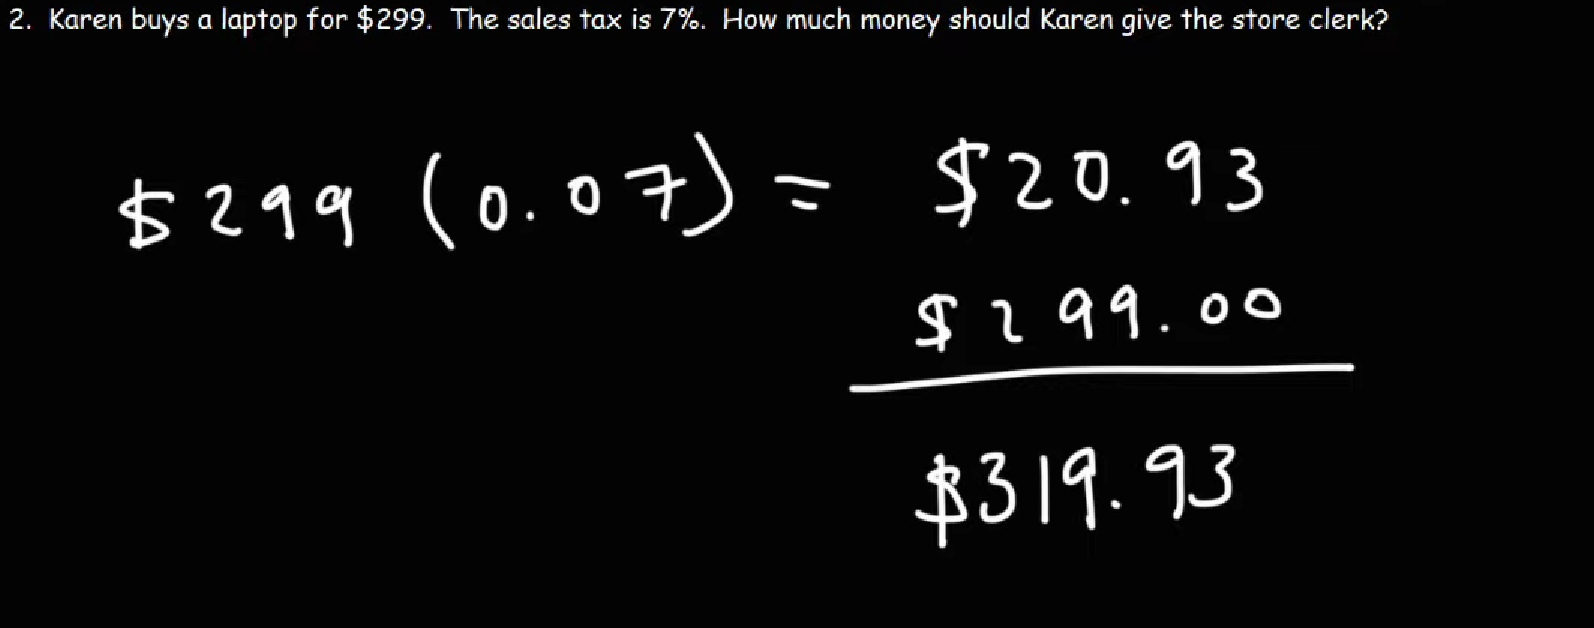 2. Karen buys a laptop for $299. The sales tax is 7%. How much money should Karen give the store clerk?
$299 (0.07) = $20.93
$299.00
$319.93